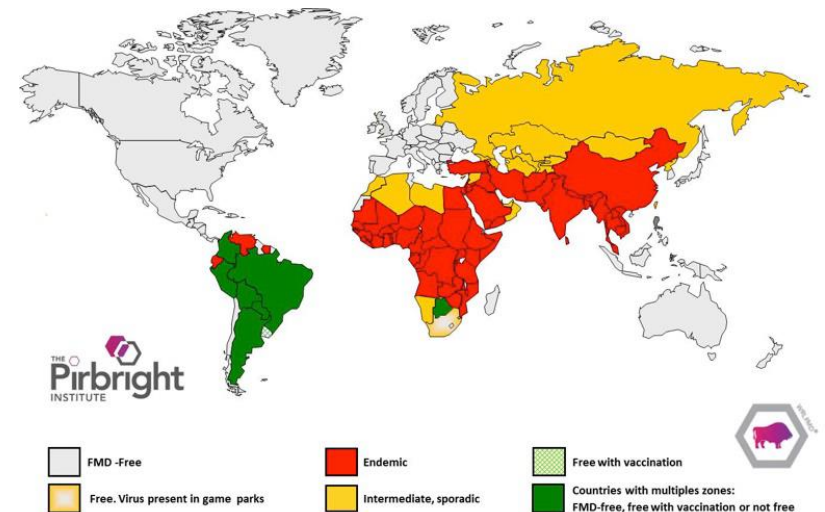 THE
Pirbright
INSTITUTE
WRLFMD®
FMD -Free
Endemic
Free with vaccination
Free. Virus present in game parks
Intermediate, sporadic
Countries with multiples zones:
FMD-free, free with vaccination or not free